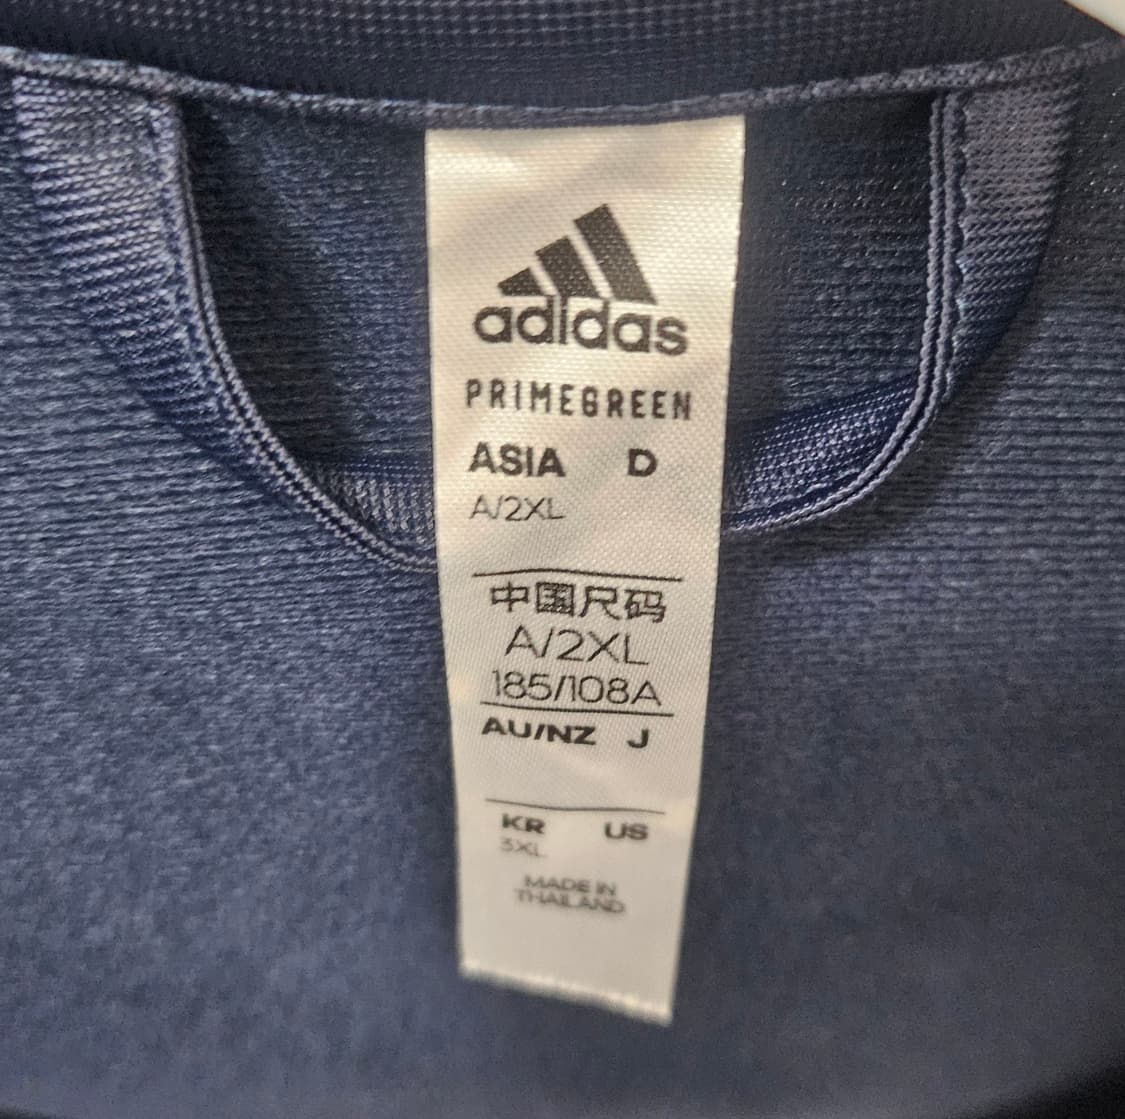 adidas
PRIMEGREEN
ASIA D
A/2XL
中国尺码
A/2XL
185/108A
AU/NZ J
KR US
3XL
MADE IN
THAILAND